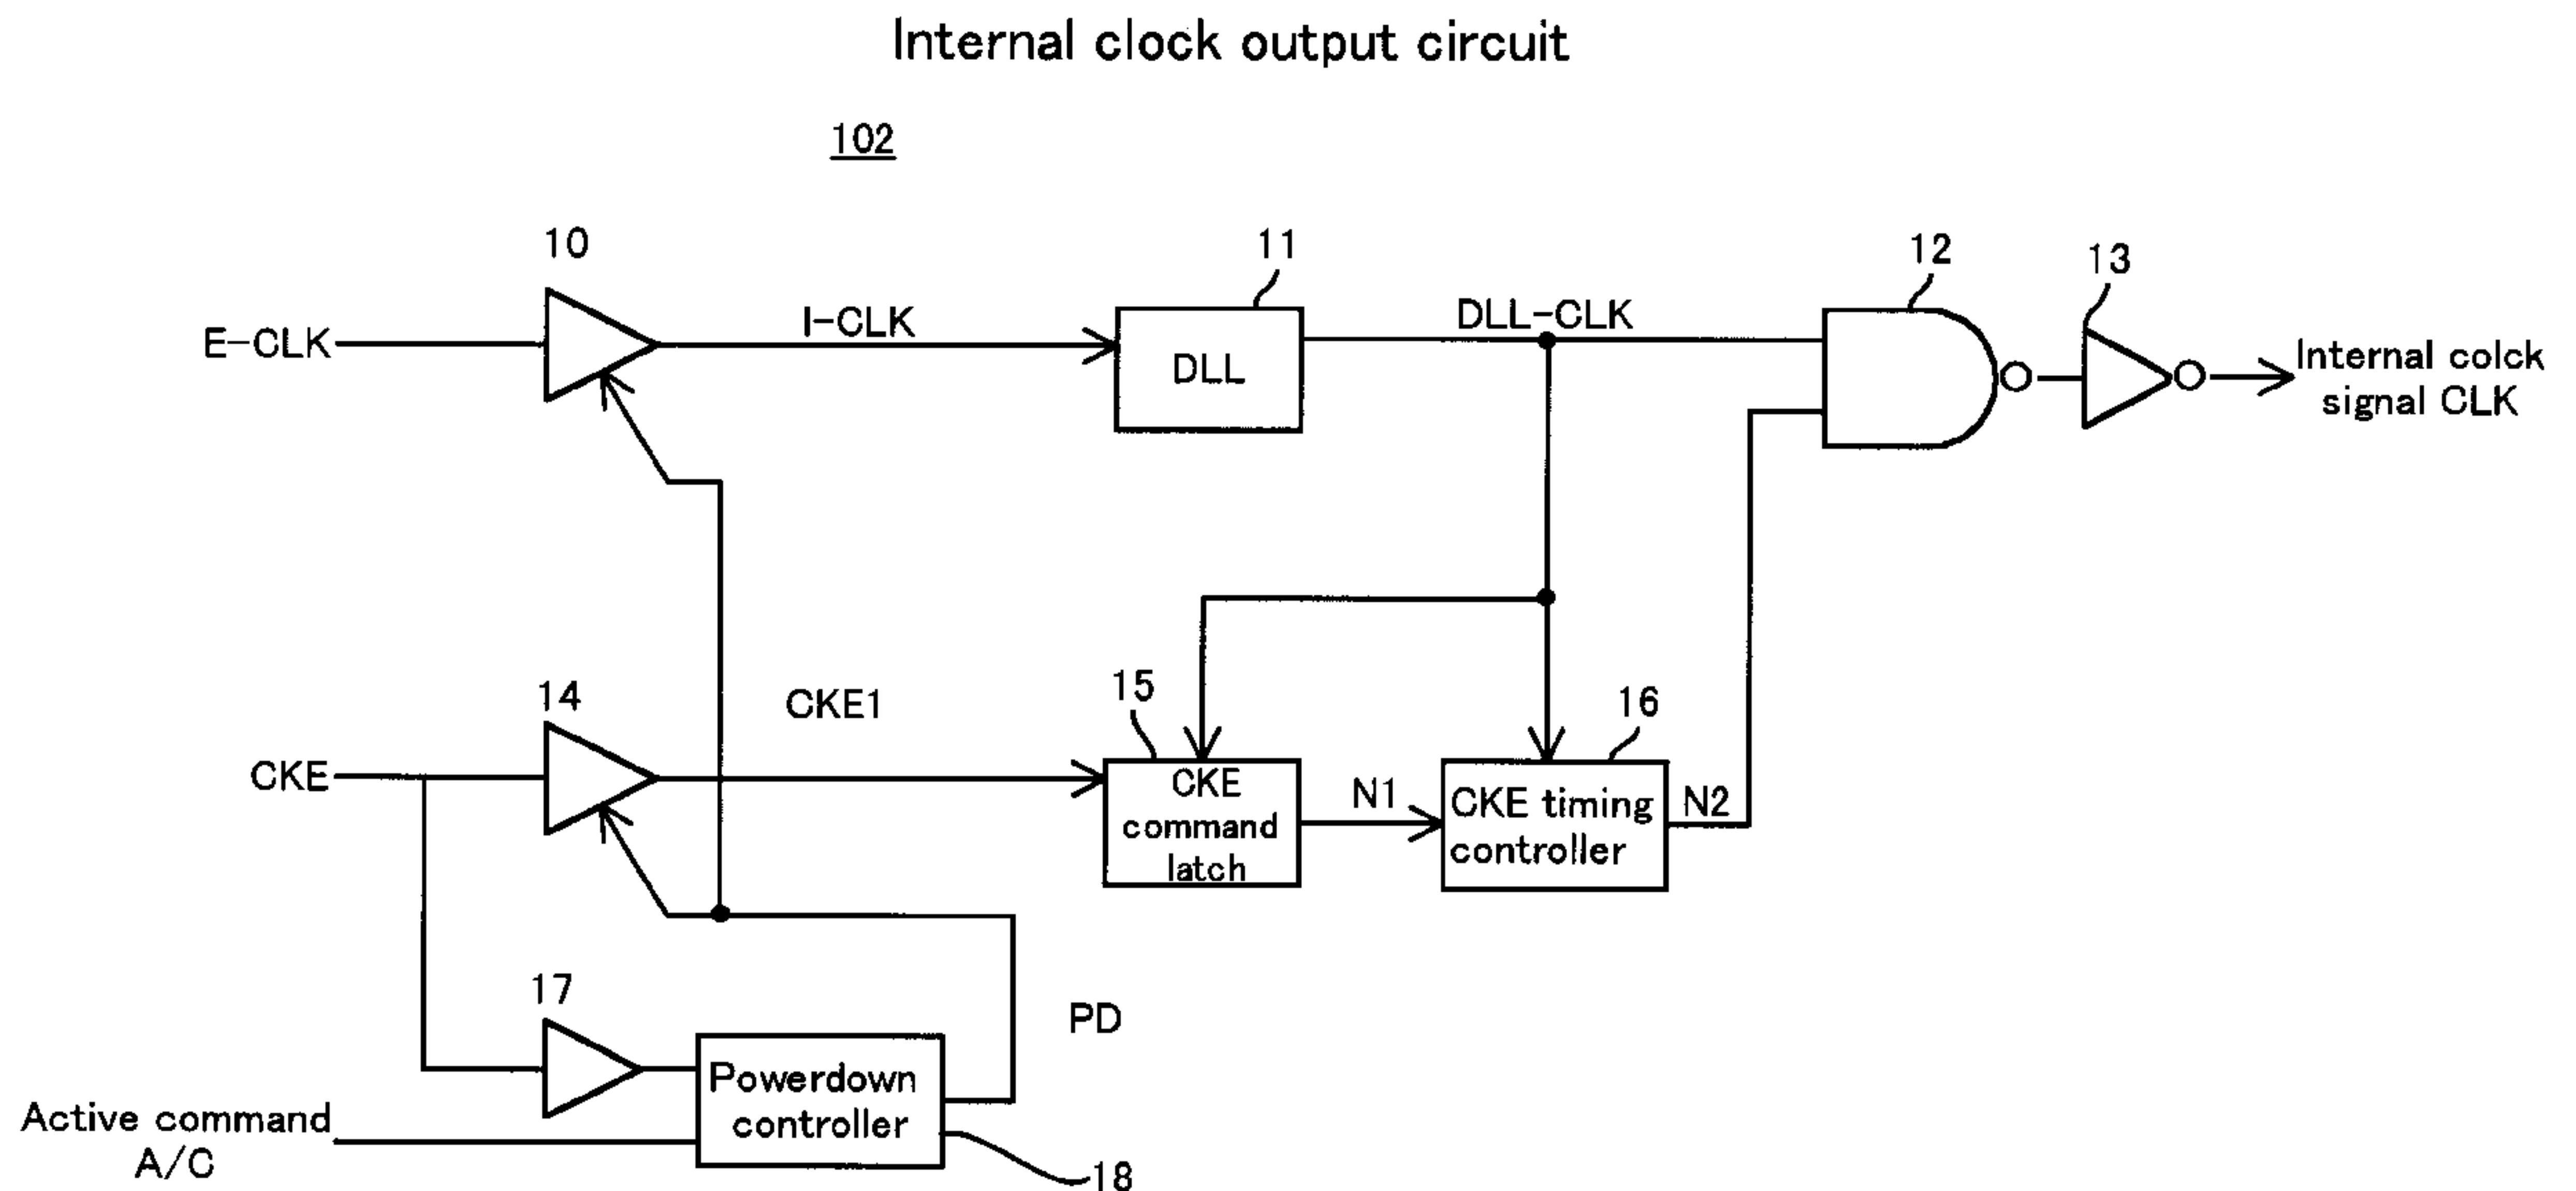 Internal clock output circuit
102
10
11
12
13
E-CLK
I-CLK
DLL
DLL-CLK
Internal colck
signal CLK
14
CKE1
15
16
CKE
CKE
command
latch
N1
CKE timing
controller
N2
17
PD
Powerdown
controller
Active command
A/C
18